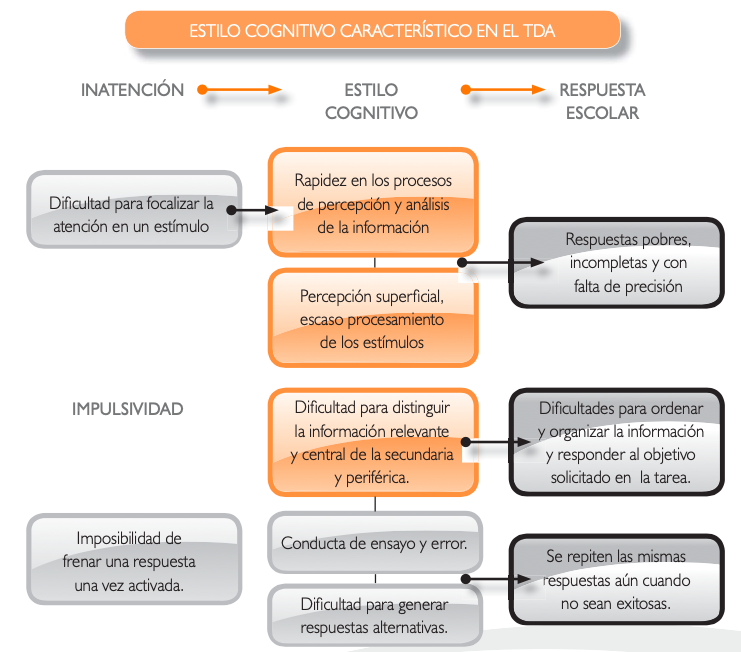 ESTILO COGNITIVO CARACTERÍSTICO EN EL TDA
INATENCIÓN
ESTILO
COGNITIVO
RESPUESTA
ESCOLAR
Dificultad para focalizar la
atención en un estímulo
Rapidez en los procesos
de percepción y análisis
de la información
Percepción superficial,
escaso procesamiento
de los estímulos
Respuestas pobres,
incompletas y con
falta de precisión
IMPULSIVIDAD
Dificultad para distinguir
la información relevante
y central de la secundaria
y periférica.
Dificultades para ordenar
y organizar la información
y responder al objetivo
solicitado en la tarea.
Imposibilidad de
frenar una respuesta
una vez activada.
Conducta de ensayo y error.
Dificultad para generar
respuestas alternativas.
Se repiten las mismas
respuestas aún cuando
no sean exitosas.